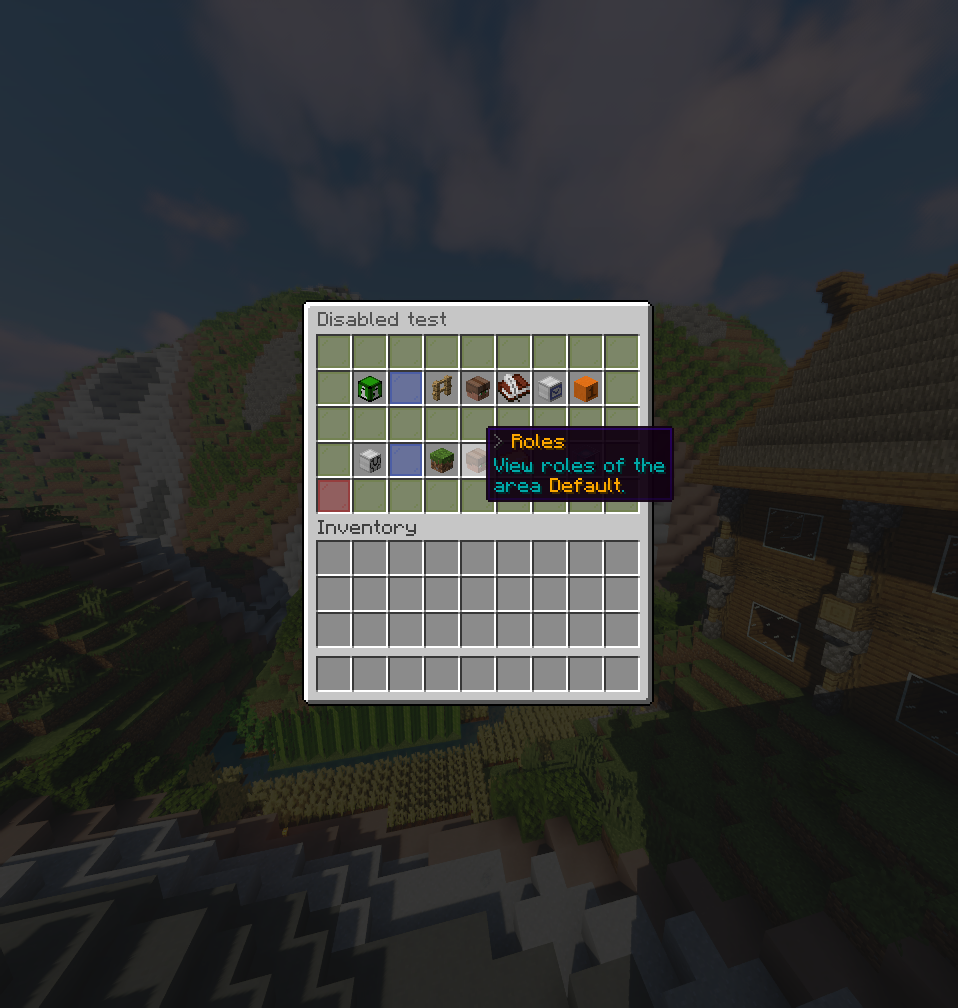 Disabled test
> Roles
View roles of the
area Default.
Inventory